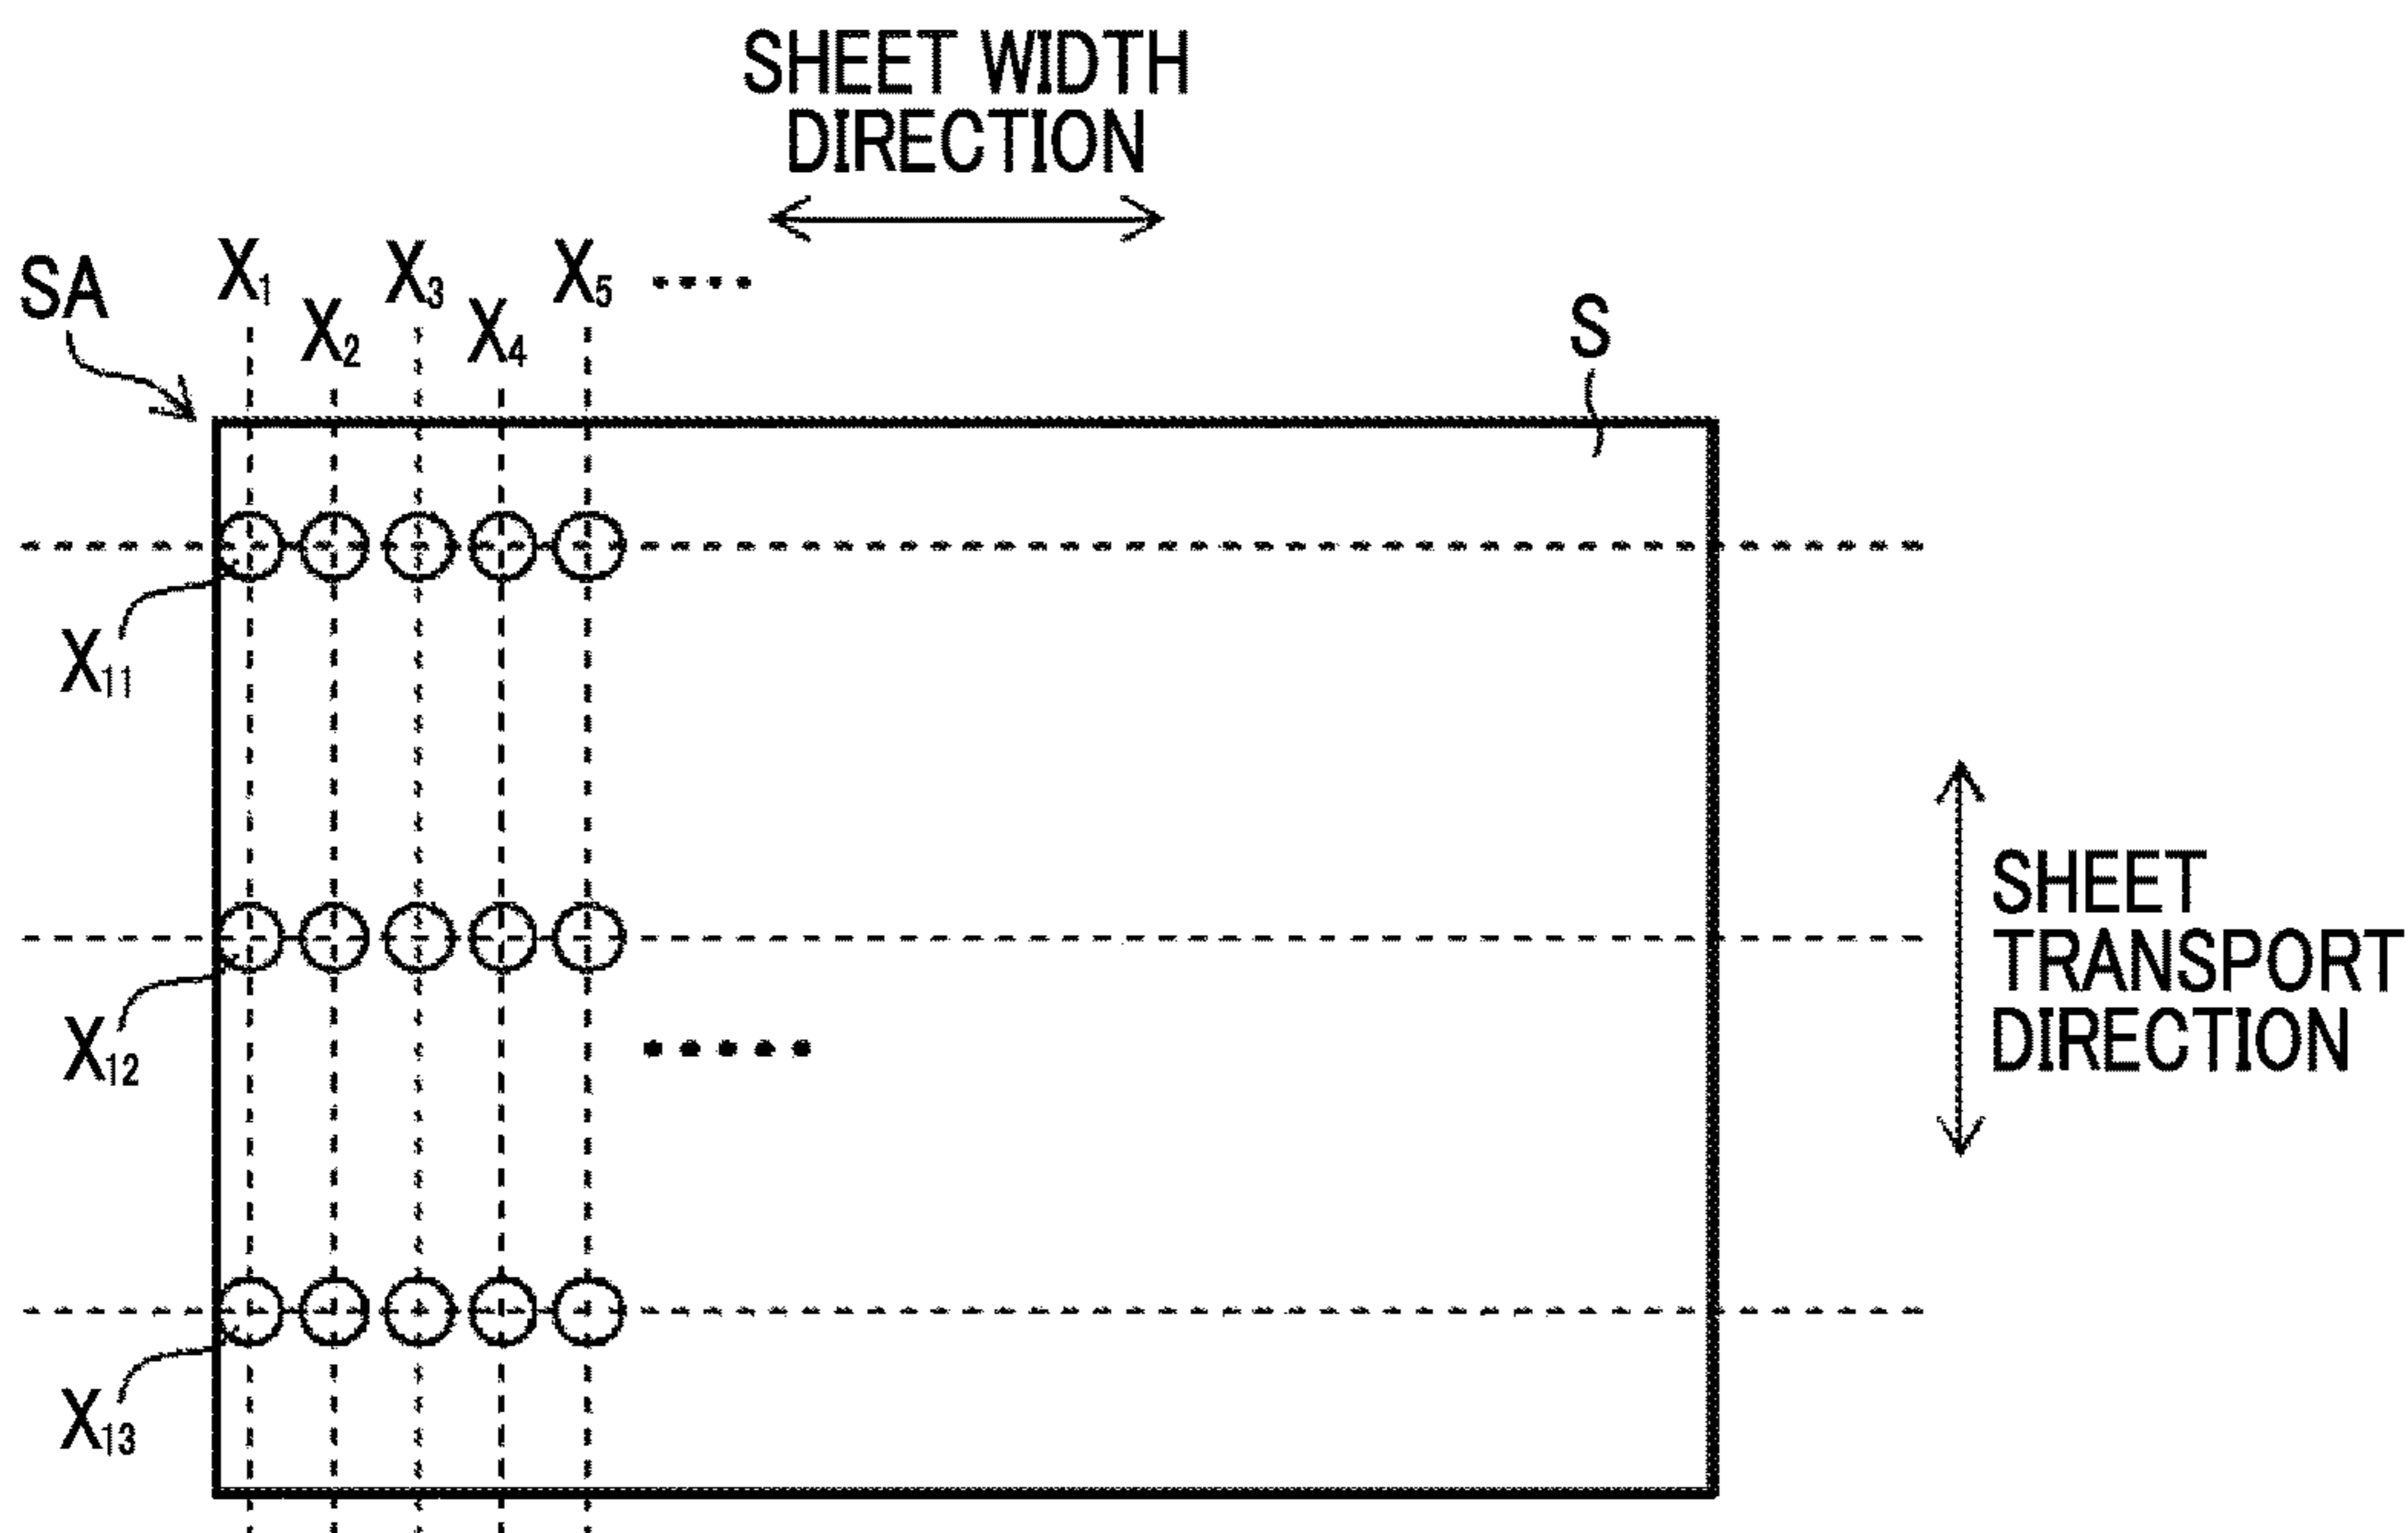 SHEET WIDTH
DIRECTION
SA
X₁
X₂
X₃
X₄
X₅
....
S
X₁₁
X₁₂
X₁₃
.....
SHEET
TRANSPORT
DIRECTION